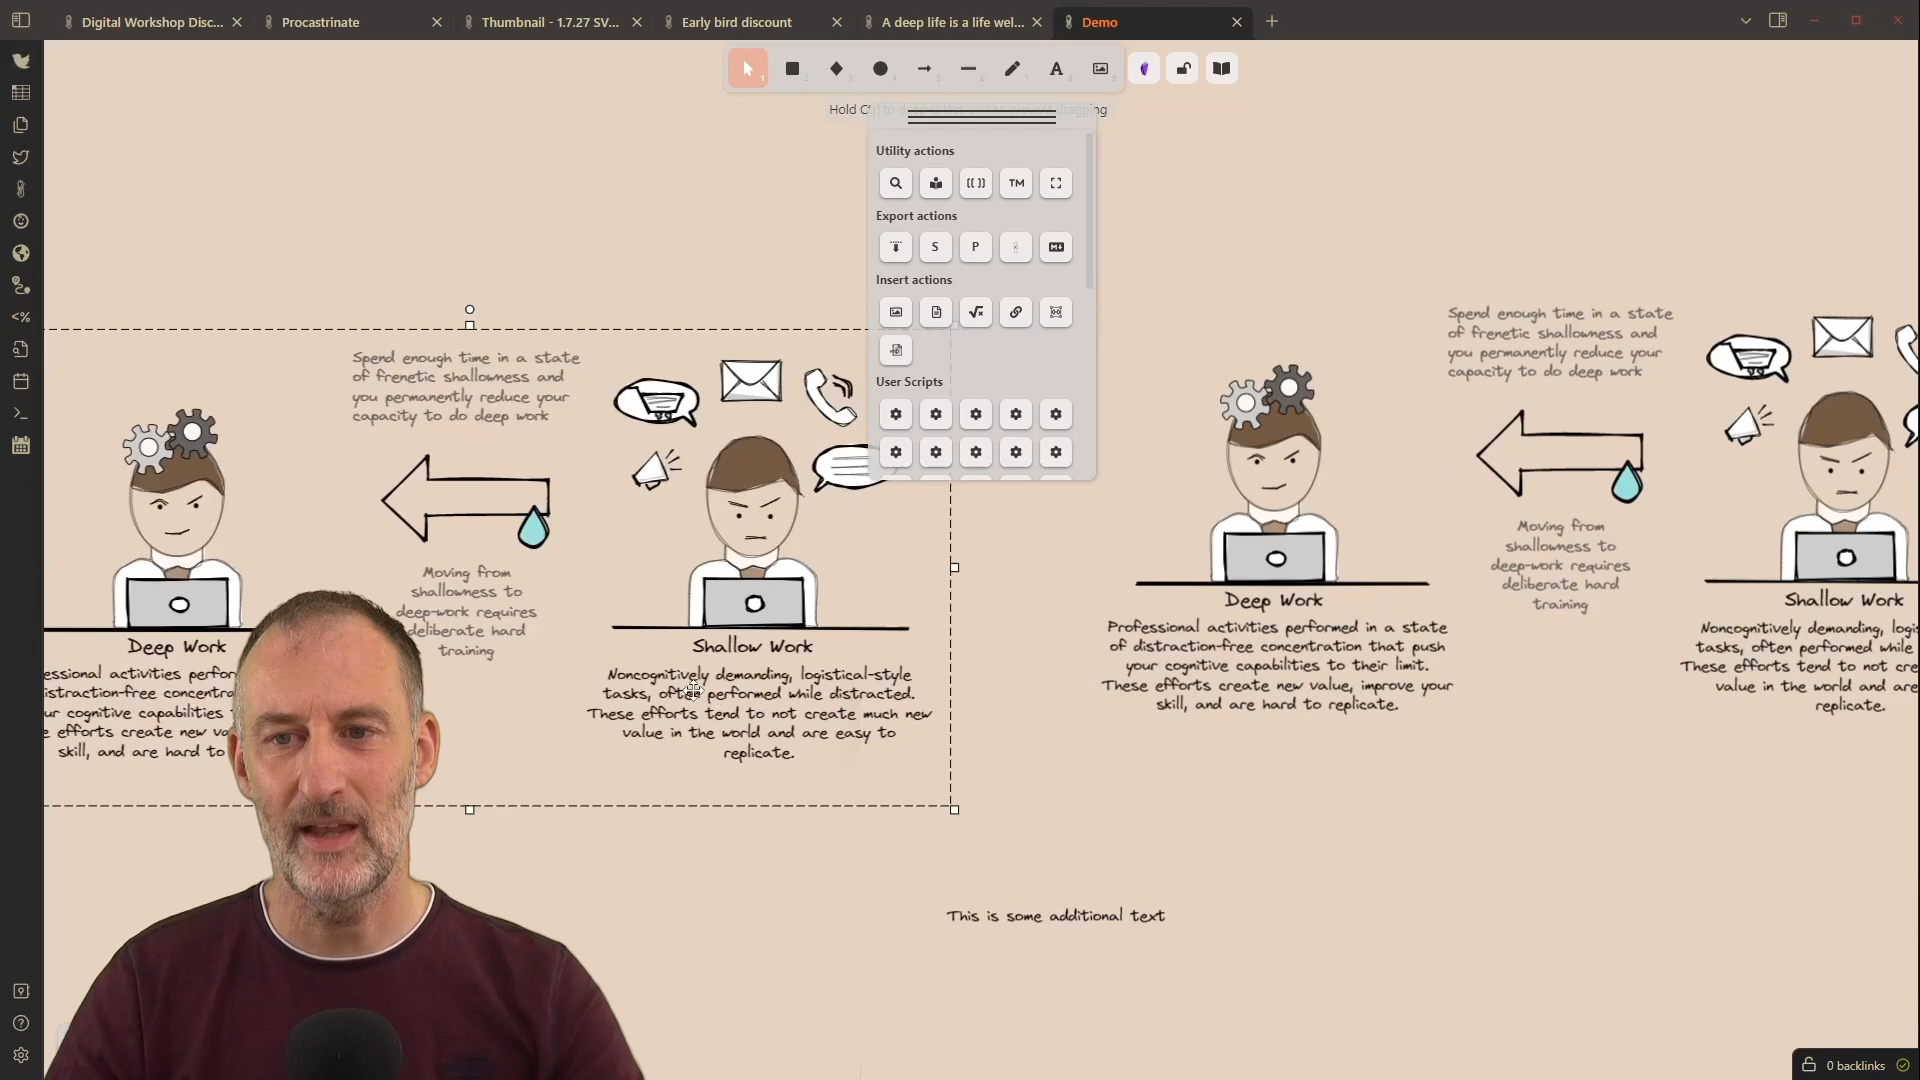 Digital Workshop Disc...
Procastrinate
Thumbnail - 1.7.27 SV...
Early bird discount
A deep life is a life wel...
Demo
Utility actions
TM
Export actions
S
P
Insert actions
User Scripts
Spend enough time in a state
of frenetic shallowness and
you permanently reduce your
capacity to do deep work
Moving from
shallowness to
deep-work requires
deliberate hard
training
Deep Work
skill, and are hard to
Shallow Work
Noncognitively demanding, logistical-style
tasks, often performed while distracted.
These efforts tend to not create much new
value in the world and are easy to
replicate.
Spend enough time in a state
of frenetic shallowness and
you permanently reduce your
capacity to do deep work
Moving from
shallowness to
deep-work requires
deliberate hard
training
Deep Work
Professional activities performed in a state
of distraction-free concentration that push
your cognitive capabilities to their limit.
These efforts create new value, improve your
skill, and are hard to replicate.
Shallow Work
Noncognitively demanding,
tasks, often performed while
These efforts tend to not
value in the world and are
replicate.
This is some additional text
0 backlinks